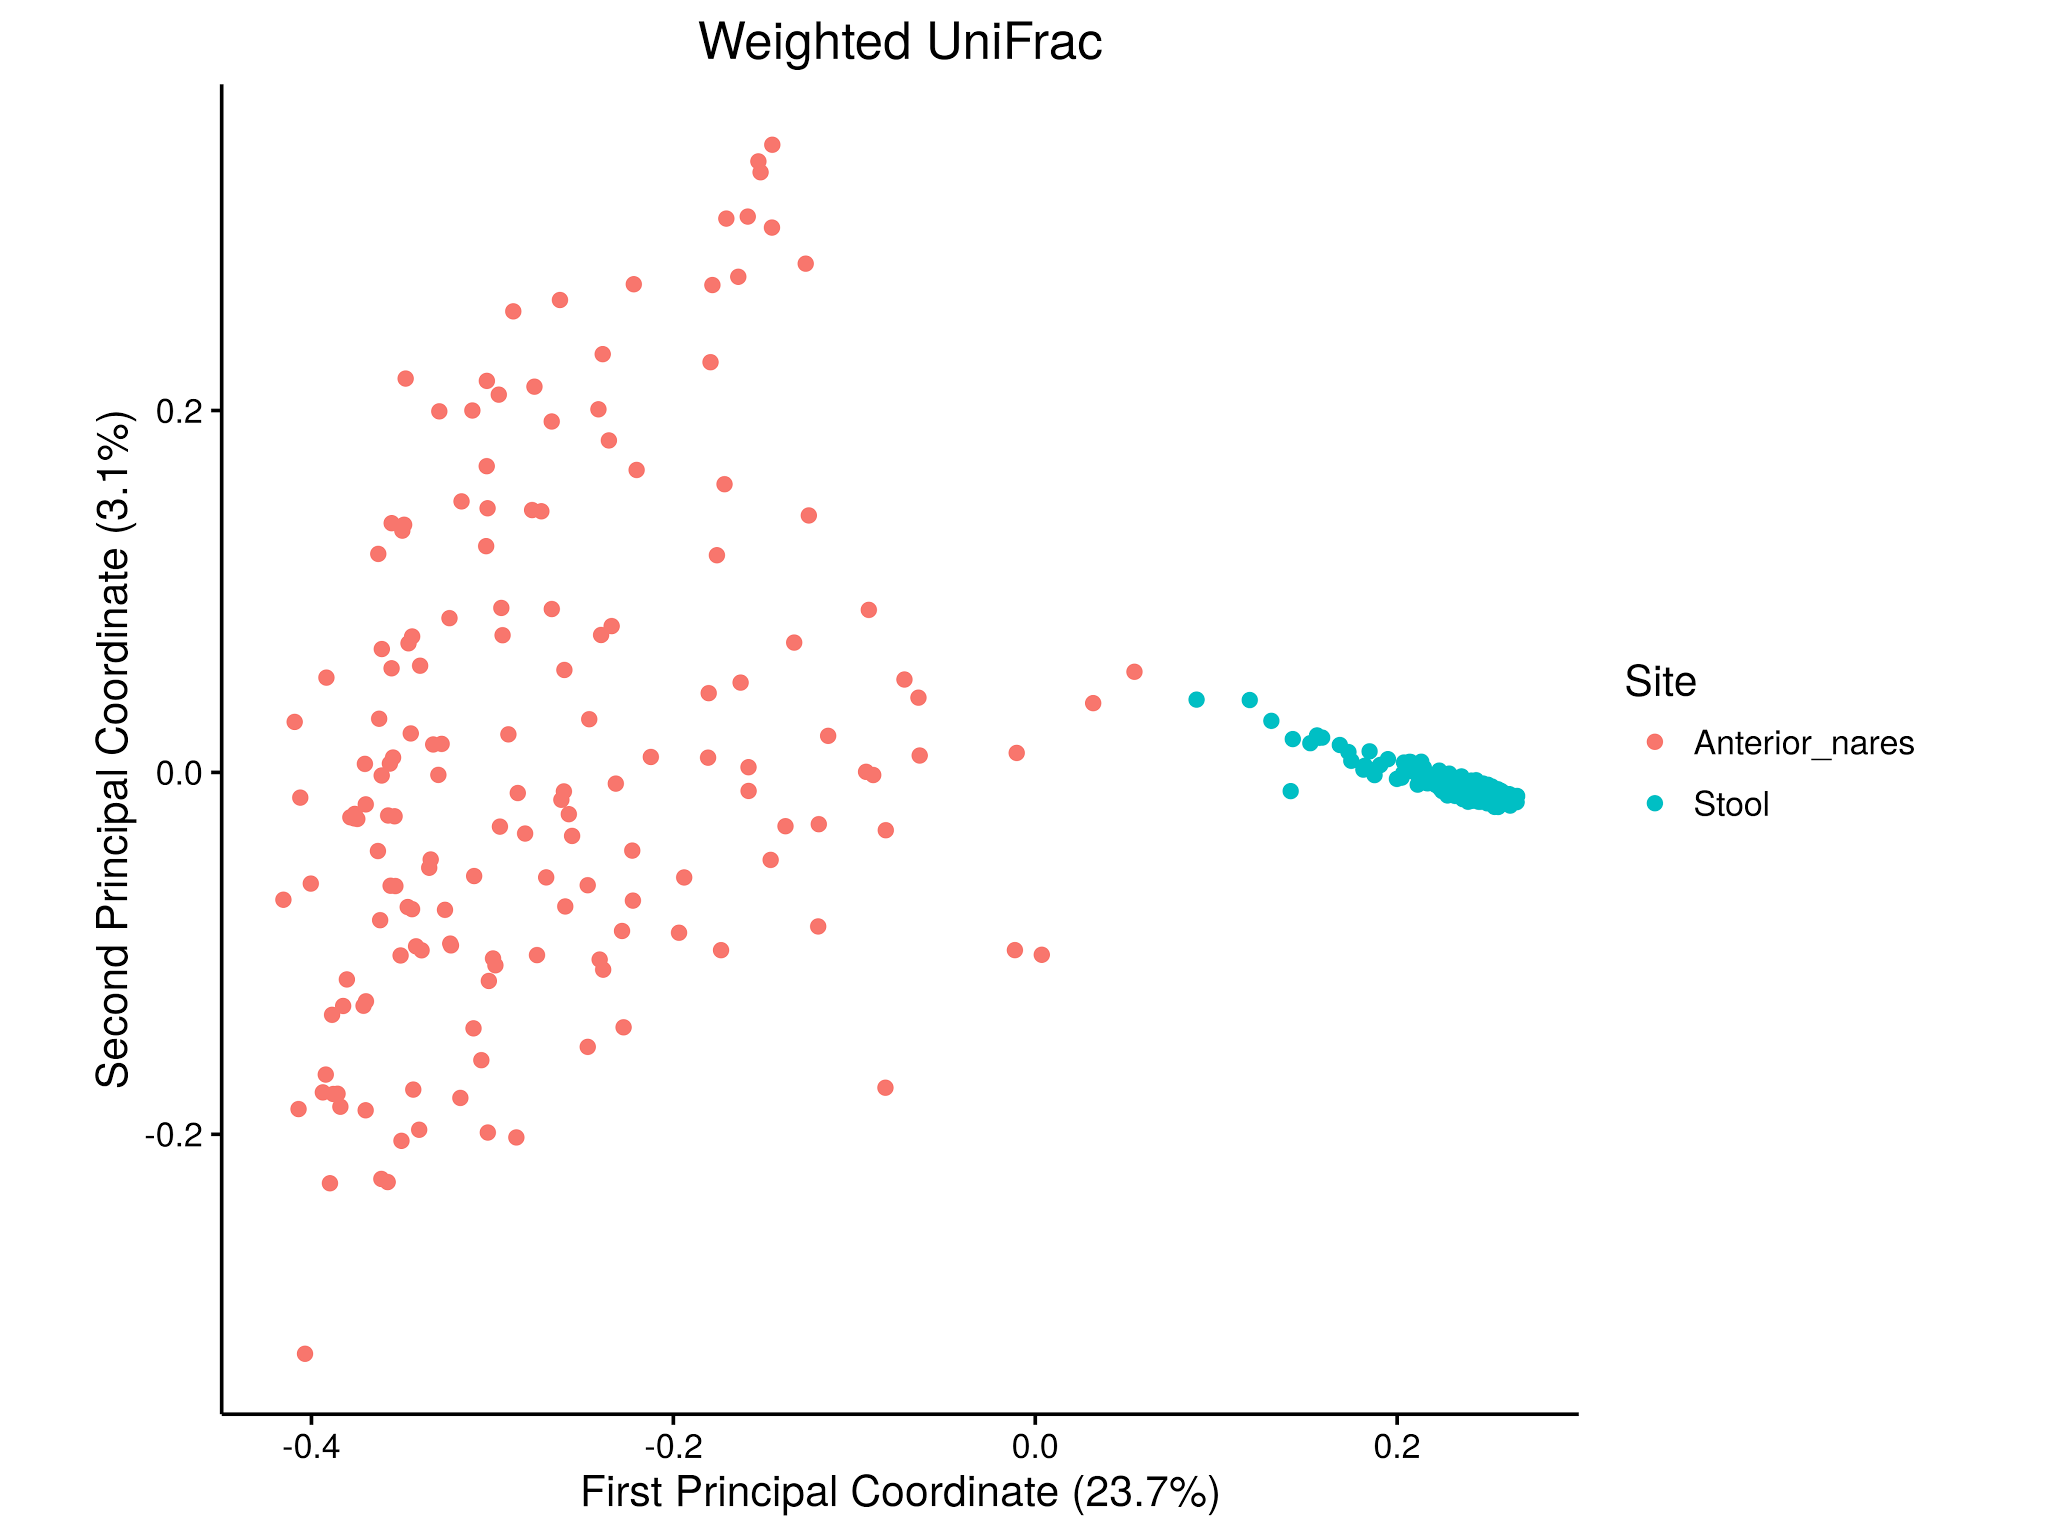 Weighted UniFrac
Second Principal Coordinate (3.1%)
0.2
0.0
-0.2
-0.4
-0.2
0.0
0.2
First Principal Coordinate (23.7%)
Site
Anterior_nares
Stool